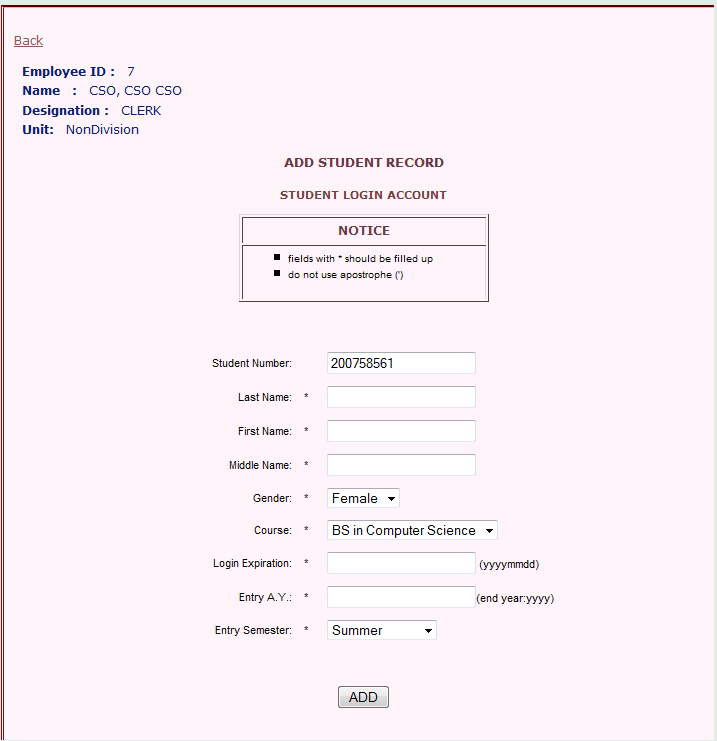 Back
Employee ID : 7
Name : CSO, CSO CSO
Designation : CLERK
Unit: NonDivision
ADD STUDENT RECORD
STUDENT LOGIN ACCOUNT
NOTICE
fields with * should be filled up
do not use apostrophe (')
Student Number: 200758561
Last Name: *
First Name: *
Middle Name: *
Gender: * Female
Course: * BS in Computer Science
Login Expiration: * (yyyymmdd)
Entry A.Y.: * (end year:yyyy)
Entry Semester: * Summer
ADD